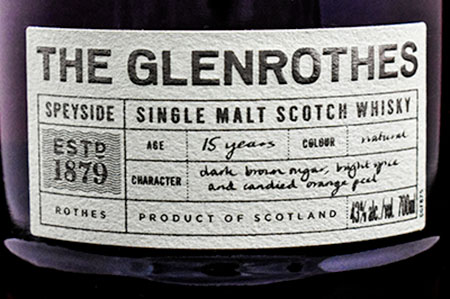 THE GLENROTHES
SPEYSIDE
SINGLE MALT SCOTCH WHISKY
ESTD
1879
AGE 15 years COLOUR natural
CHARACTER dark brown sugar, bright spice
and candied orange peel
ROTHES
PRODUCT OF SCOTLAND
43% alc./vol. 700ml